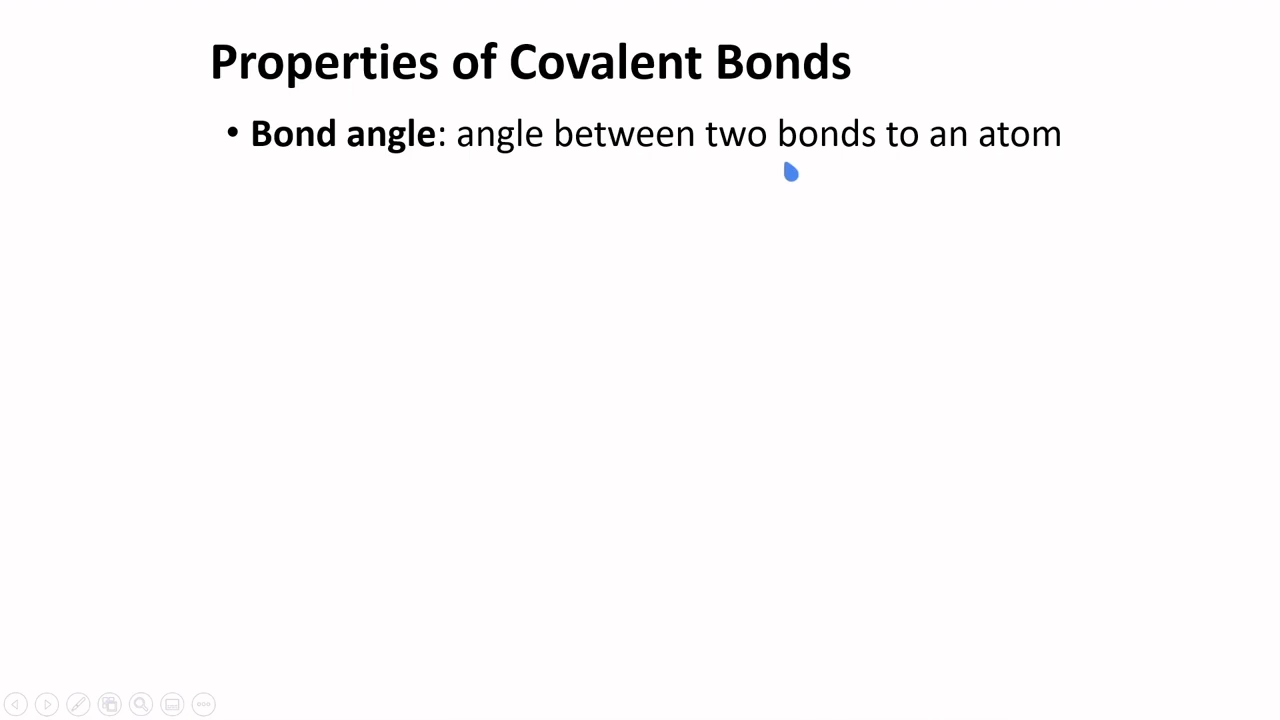 Properties of Covalent Bonds
• Bond angle: angle between two bonds to an atom